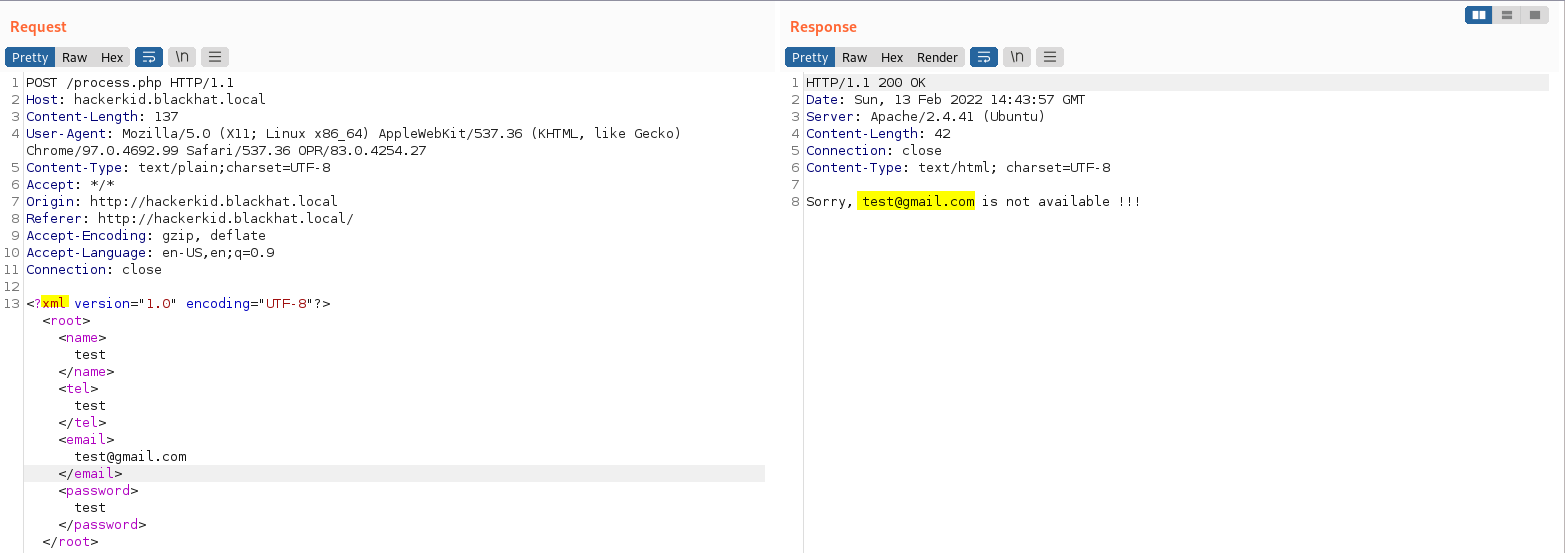 Request
Pretty Raw Hex \n
1 POST /process.php HTTP/1.1
2 Host: hackerkid.blackhat.local
3 Content-Length: 137
4 User-Agent: Mozilla/5.0 (X11; Linux x86_64) AppleWebKit/537.36 (KHTML, like Gecko)
Chrome/97.0.4692.99 Safari/537.36 OPR/83.0.4254.27
5 Content-Type: text/plain;charset=UTF-8
6 Accept: */*
7 Origin: http://hackerkid.blackhat.local
8 Referer: http://hackerkid.blackhat.local/
9 Accept-Encoding: gzip, deflate
10 Accept-Language: en-US,en;q=0.9
11 Connection: close
12
13 <?xml version="1.0" encoding="UTF-8"?>
<root>
<name>
test
</name>
<tel>
test
</tel>
<email>
test@gmail.com
</email>
<password>
test
</password>
</root>
Response
Pretty Raw Hex Render \n
1 HTTP/1.1 200 OK
2 Date: Sun, 13 Feb 2022 14:43:57 GMT
3 Server: Apache/2.4.41 (Ubuntu)
4 Content-Length: 42
5 Connection: close
6 Content-Type: text/html; charset=UTF-8
7
8 Sorry, test@gmail.com is not available !!!